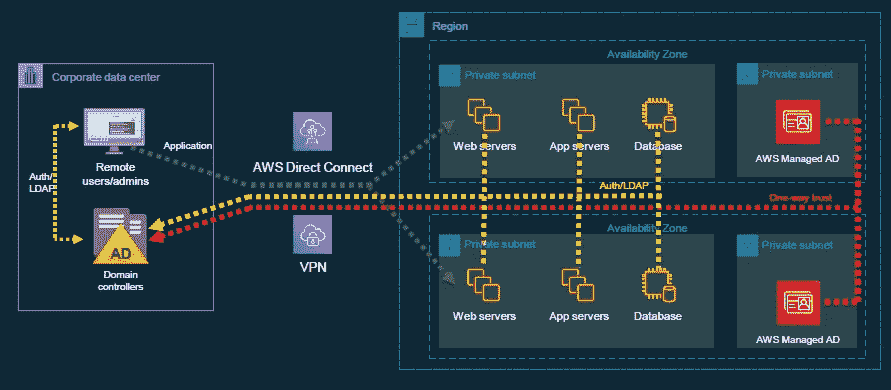 Region
Availability Zone
Corporate data center
Private subnet
Private subnet
Application
Web servers
App servers
Database
AWS Managed AD
Remote
users/admins
AWS Direct Connect
Auth/
LDAP
Auth/LDAP
One-way trust
Availability Zone
AD
Private subnet
Private subnet
VPN
Domain
controllers
Web servers
App servers
Database
AWS Managed AD